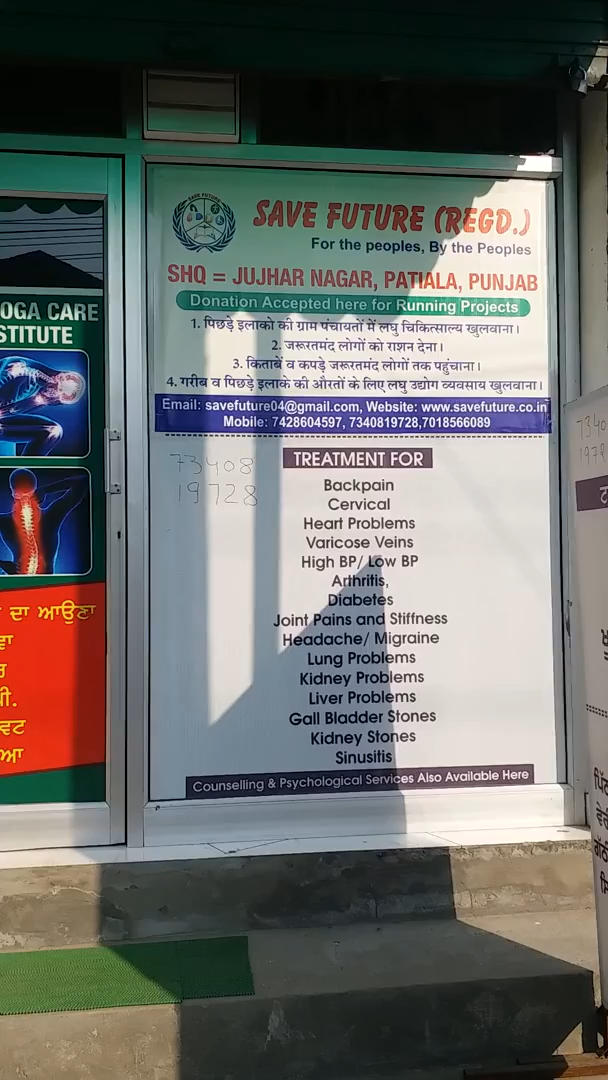 SAVE FUTURE
SAVE FUTURE (REGD.)
For the peoples, By the Peoples
SHQ = JUJHAR NAGAR, PATIALA, PUNJAB
Donation Accepted here for Running Projects
1. पिछड़े इलाको की ग्राम पंचायतों में लघु चिकित्साल्य खुलवाना।
2. जरूरतमंद लोगों को राशन देना।
3. किताबें व कपड़े जरूरतमंद लोगों तक पहुंचाना।
4. गरीब व पिछड़े इलाके की औरतों के लिए लघु उद्योग व्यवसाय खुलवाना।
Email: savefuture04@gmail.com, Website: www.savefuture.co.in
Mobile: 7428604597, 7340819728,7018566089
73408
19728
TREATMENT FOR
Backpain
Cervical
Heart Problems
Varicose Veins
High BP/ Low BP
Arthritis,
Diabetes
Joint Pains and Stiffness
Headache/ Migraine
Lung Problems
Kidney Problems
Liver Problems
Gall Bladder Stones
Kidney Stones
Sinusitis
Counselling & Psychological Services Also Available Here
OGA CARE
STITUTE
ਦਾ ਆਉਣਾ